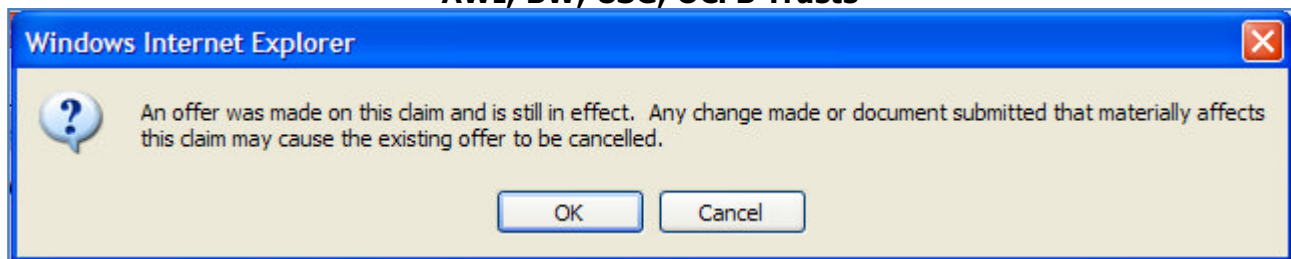 Windows Internet Explorer
An offer was made on this claim and is still in effect.  Any change made or document submitted that materially affects
this claim may cause the existing offer to be cancelled.
OK
Cancel